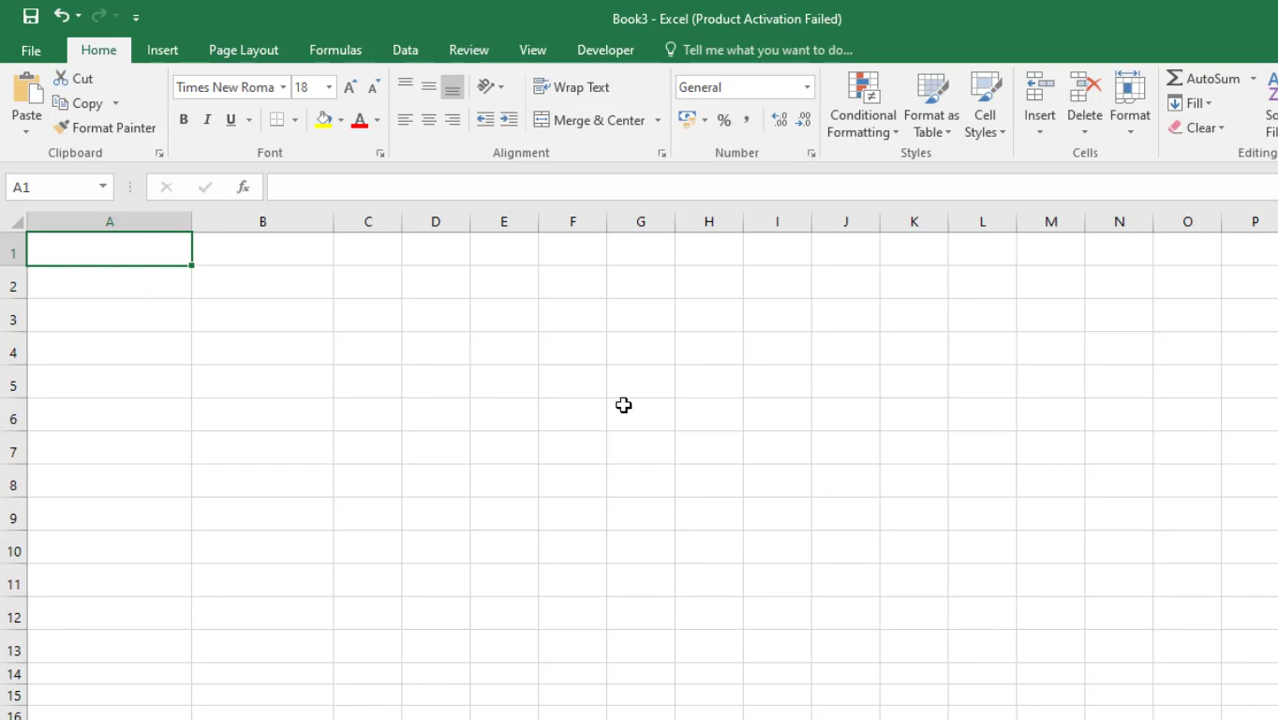 Book3 - Excel (Product Activation Failed)
File Home Insert Page Layout Formulas Data Review View Developer Tell me what you want to do...
Paste
Cut
Copy
Format Painter
Clipboard
Times New Roma 18
A A
B I U A
Font
Wrap Text
Merge & Center
Alignment
General
% , .00 .0
Number
Conditional Formatting
Format as Table
Cell Styles
Styles
Insert Delete Format
Cells
AutoSum
Fill
Clear
Editing
A1 fx
A B C D E F G H I J K L M N O P
1
2
3
4
5
6
7
8
9
10
11
12
13
14
15
16